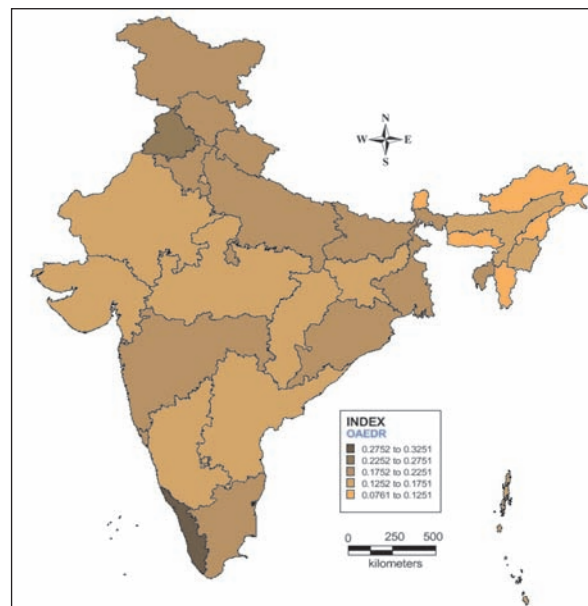 N
W E
S
INDEX
OAEDR
0.2752 to 0.3251
0.2252 to 0.2751
0.1752 to 0.2251
0.1252 to 0.1751
0.0761 to 0.1251
0 250 500
kilometers